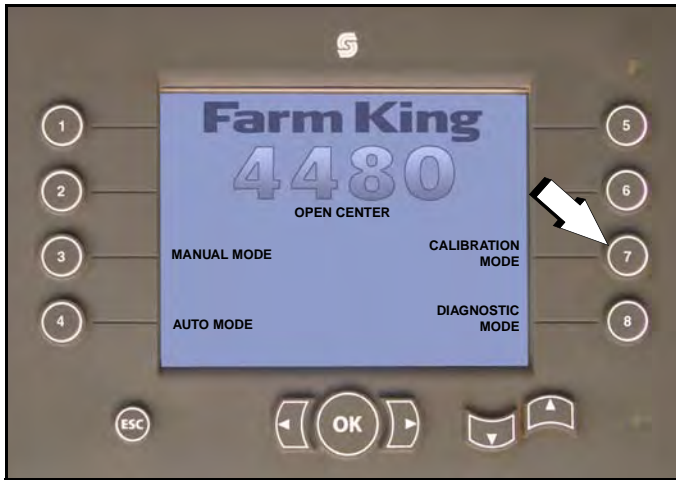 Farm King
4480
OPEN CENTER
1
5
2
6
3
MANUAL MODE
CALIBRATION
MODE
7
4
AUTO MODE
DIAGNOSTIC
MODE
8
ESC
OK